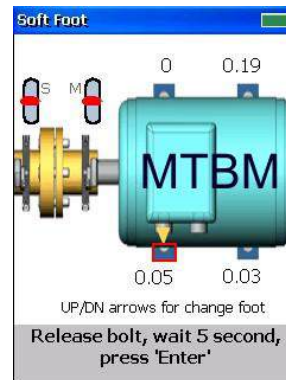 Soft Foot
0 0.19
S M
MTBM
0.05 0.03
UP/DN arrows for change foot
Release bolt, wait 5 second,
press 'Enter'